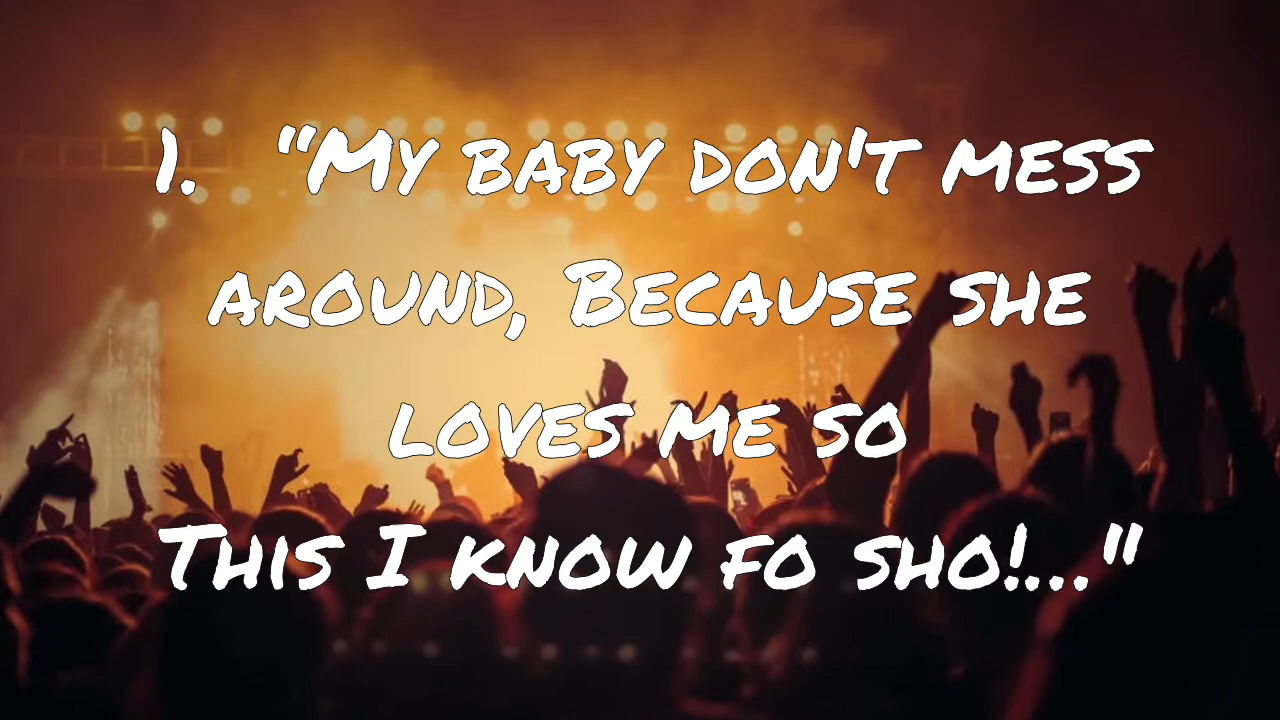 1. "My baby don't mess
around, Because she
loves me so
This I know fo sho!..."